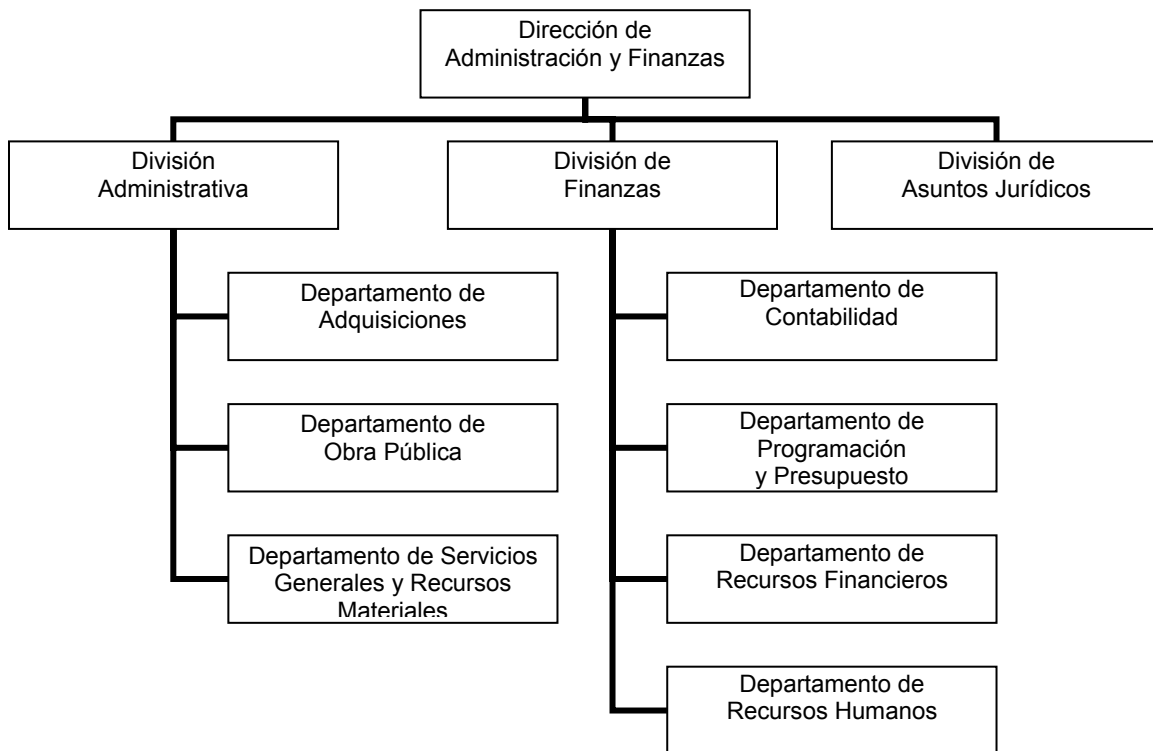 Dirección de
Administración y Finanzas
División
Administrativa
División de
Finanzas
División de
Asuntos Jurídicos
Departamento de
Adquisiciones
Departamento de
Contabilidad
Departamento de
Obra Pública
Departamento de
Programación
y Presupuesto
Departamento de Servicios
Generales y Recursos
Materiales
Departamento de
Recursos Financieros
Departamento de
Recursos Humanos